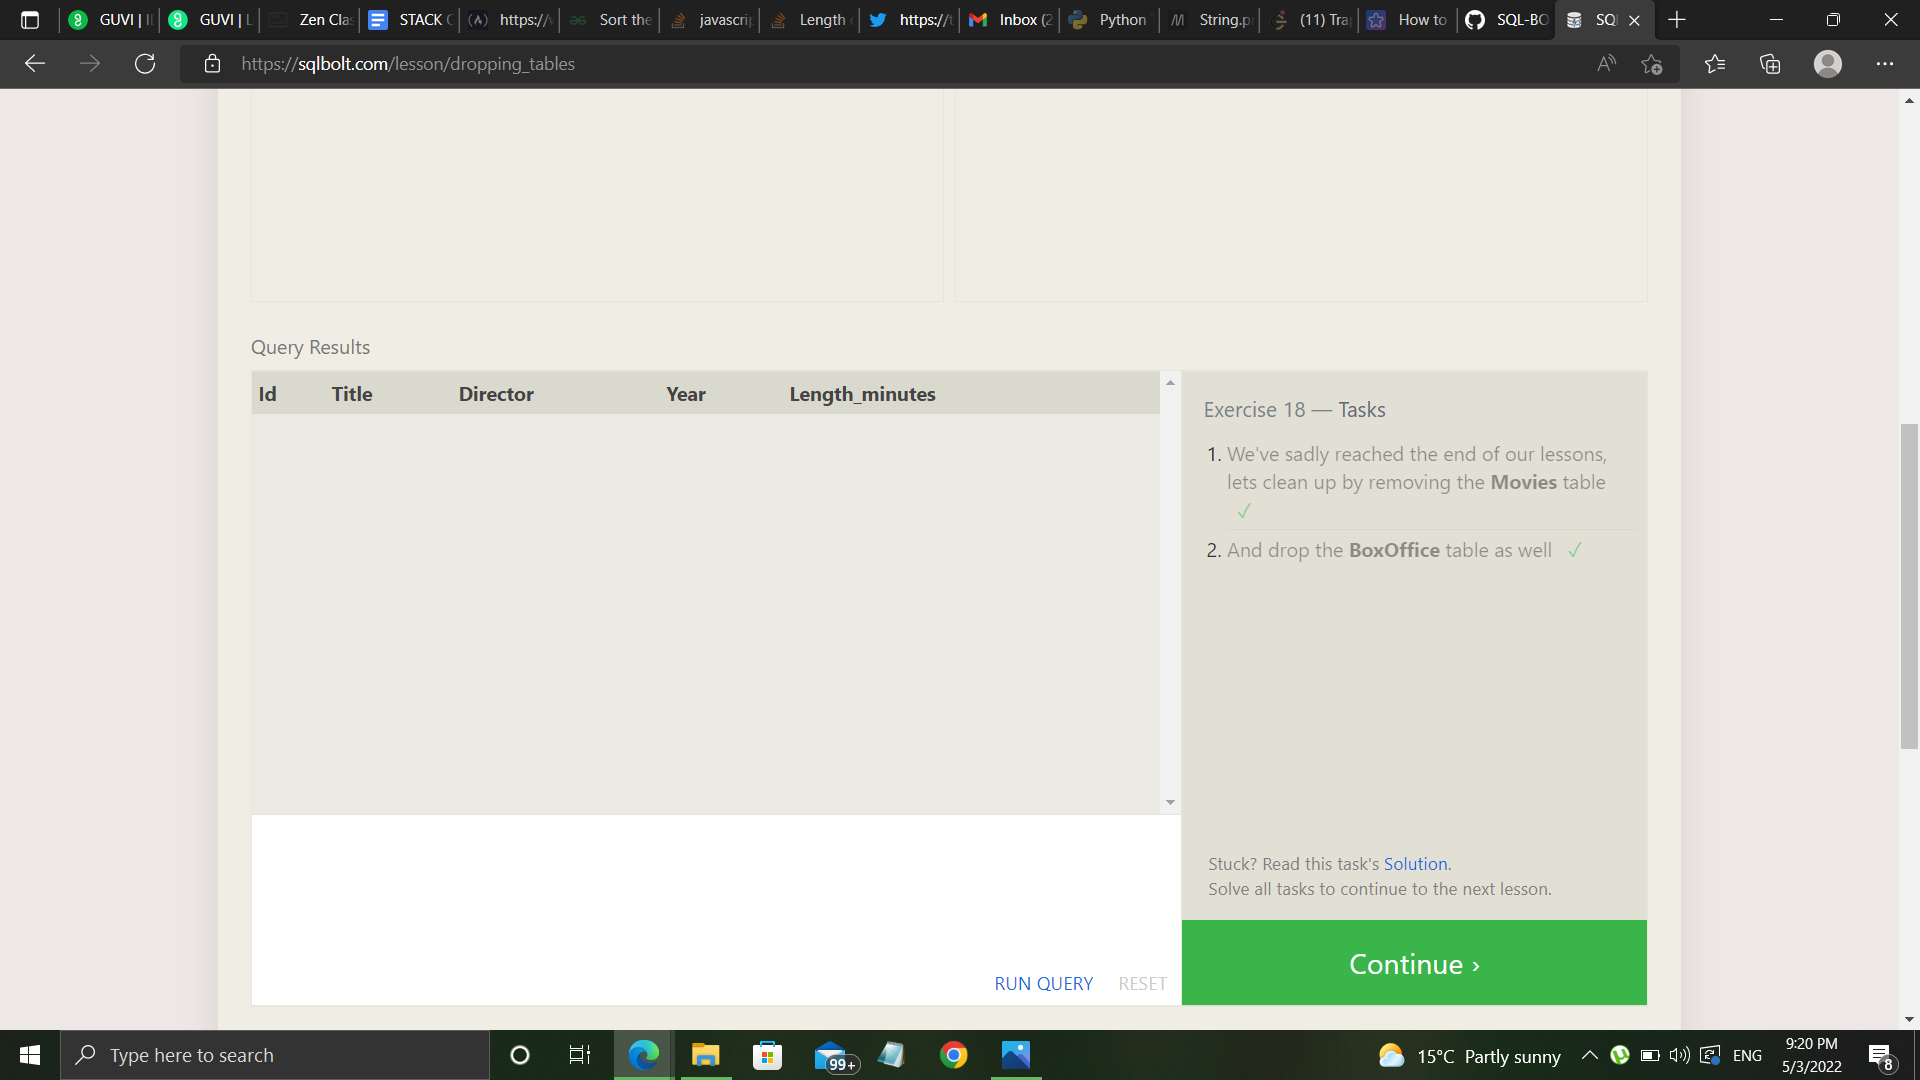 GUVI | I
GUVI | L
Zen Clas
STACK
https://
Sort the
javascrip
Length
https://t
Inbox (2
Python
String.p
(11) Tra
How to
SQL-BO
SQ
https://sqlbolt.com/lesson/dropping_tables
Query Results
Id Title Director Year Length_minutes
Exercise 18 — Tasks
1. We've sadly reached the end of our lessons,
lets clean up by removing the Movies table
✓
2. And drop the BoxOffice table as well ✓
Stuck? Read this task's Solution.
Solve all tasks to continue to the next lesson.
RUN QUERY RESET
Continue ›
Type here to search
99+
15°C Partly sunny
ENG
9:20 PM
5/3/2022
8